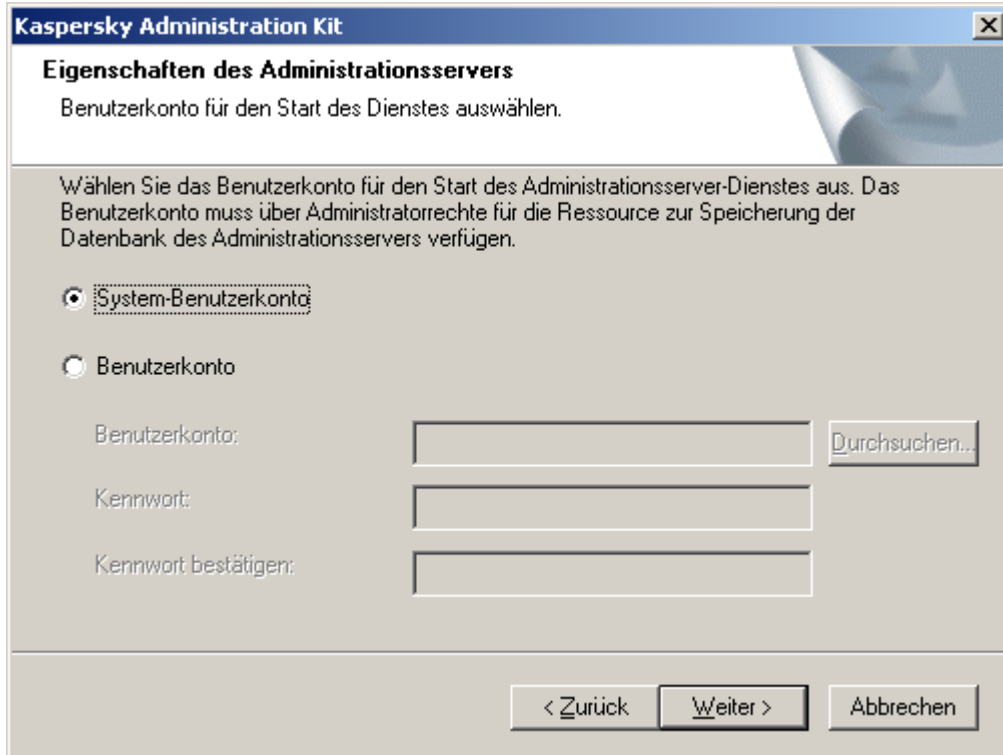 Kaspersky Administration Kit
Eigenschaften des Administrationsservers
Benutzerkonto für den Start des Dienstes auswählen.
Wählen Sie das Benutzerkonto für den Start des Administrationsserver-Dienstes aus. Das
Benutzerkonto muss über Administratorrechte für die Ressource zur Speicherung der
Datenbank des Administrationsservers verfügen.
System-Benutzerkonto
Benutzerkonto
Benutzerkonto:
Durchsuchen...
Kennwort:
Kennwort bestätigen:
< Zurück
Weiter >
Abbrechen